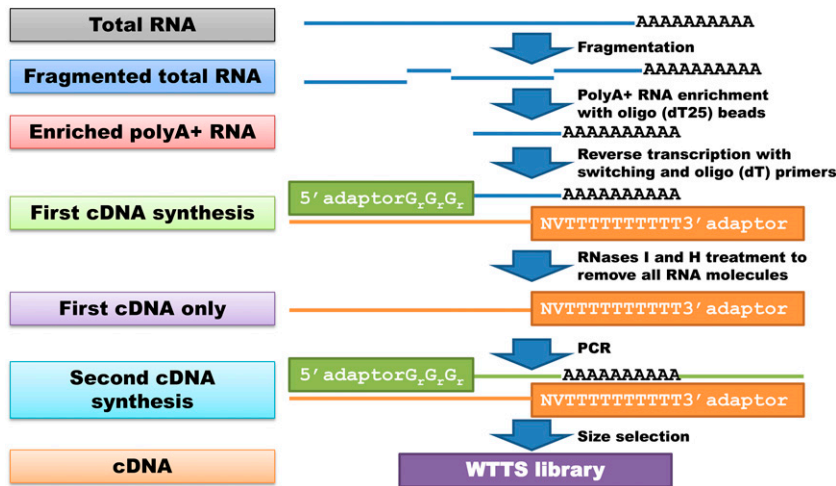 Total RNA
AAAAAAAAAA
Fragmentation
Fragmented total RNA
AAAAAAAAAA
PolyA+ RNA enrichment
with oligo (dT25) beads
Enriched polyA+ RNA
AAAAAAAAAA
Reverse transcription with
switching and oligo (dT) primers
First cDNA synthesis
5'adaptorGrGrGr
AAAAAAAAAA
NVTTTTTTTTTTT3'adaptor
RNases I and H treatment to
remove all RNA molecules
First cDNA only
NVTTTTTTTTTTT3'adaptor
PCR
Second cDNA
synthesis
5'adaptorGrGrGr
AAAAAAAAAA
NVTTTTTTTTTTT3'adaptor
Size selection
cDNA
WTTS library